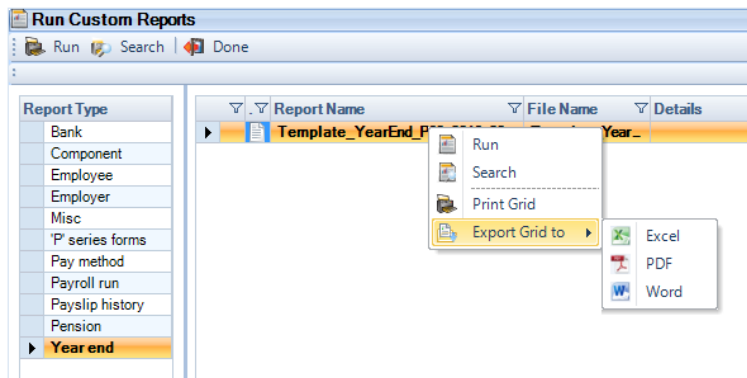 Run Custom Reports
Run Search Done
Report Type
Bank
Component
Employee
Employer
Misc
'P' series forms
Pay method
Payroll run
Payslip history
Pension
Year end
Report Name File Name Details
Template_YearEnd_ Year_
Run
Search
Print Grid
Export Grid to
Excel
PDF
Word